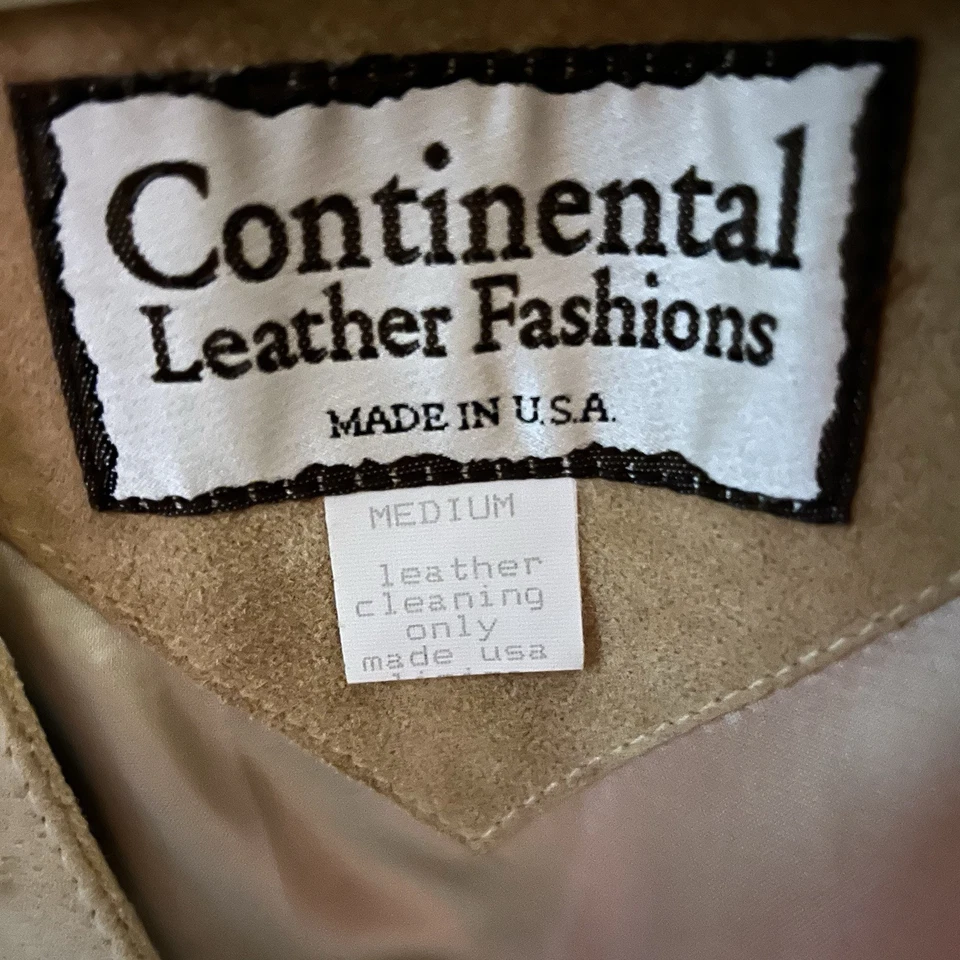 Continental
Leather Fashions
MADE IN U.S.A.
MEDIUM
leather
cleaning
only
made usa